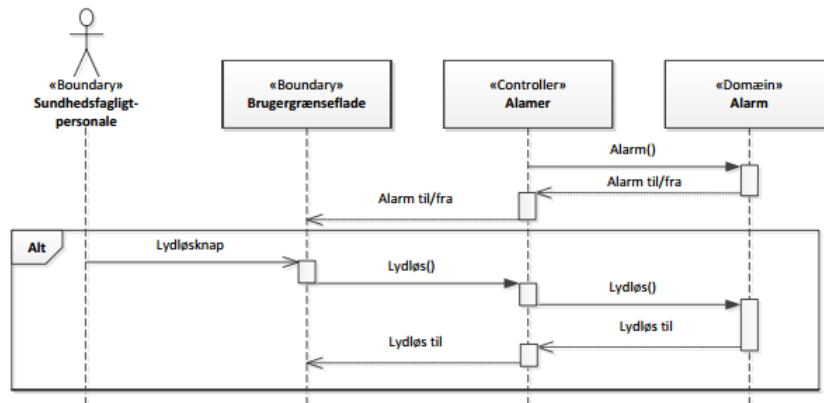 «Boundary»
Sundhedsfagligt-
personale
«Boundary»
Brugergrænseflade
«Controller»
Alamer
«Domæin»
Alarm
Alarm()
Alarm til/fra
Alarm til/fra
Alt
Lydløsknap
Lydløs()
Lydløs()
Lydløs til
Lydløs til